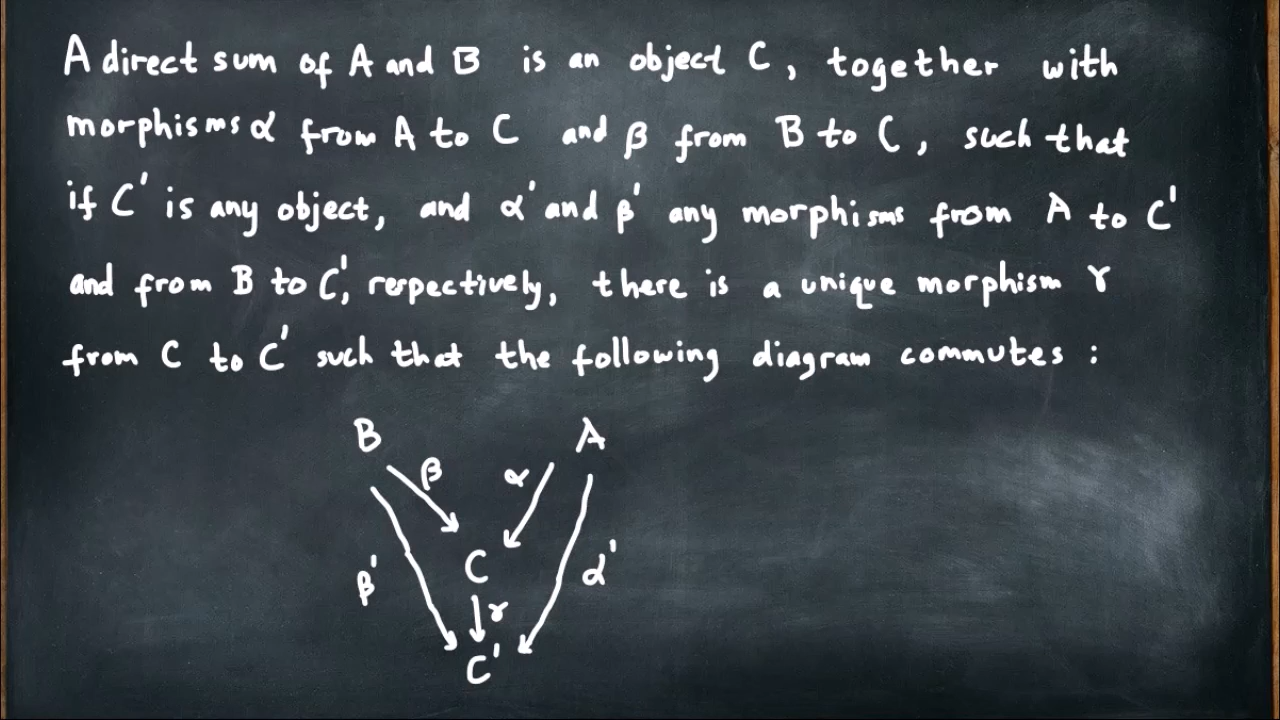 A direct sum of A and B is an object C, together with
morphisms α from A to C and β from B to C, such that
if C' is any object, and α' and β' any morphisms from A to C'
and from B to C', respectively, there is a unique morphism γ
from C to C' such that the following diagram commutes :
B A
β α
C
β' α'
γ
C'